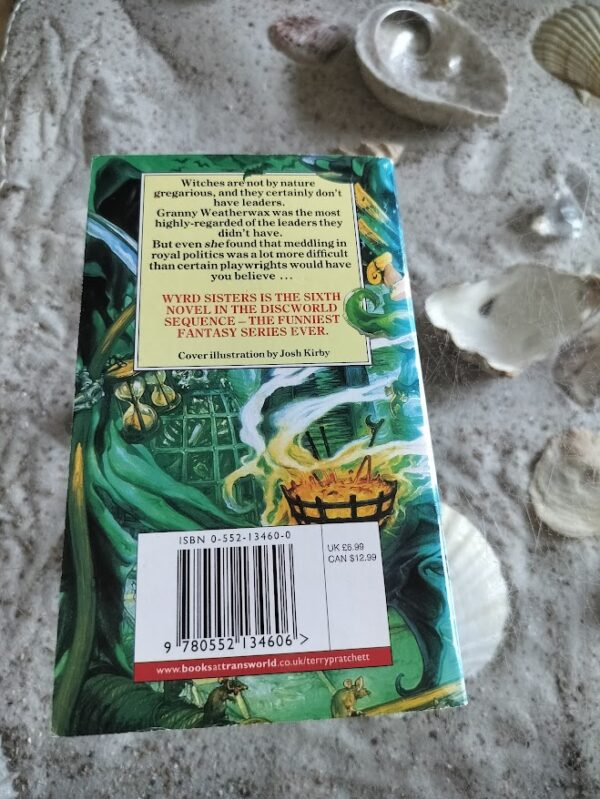 Witches are not by nature
gregarious, and they certainly don't
have leaders.
Granny Weatherwax was the most
highly-regarded of the leaders they
didn't have.
But even she found that meddling in
royal politics was a lot more difficult
than certain playwrights would have
you believe ...
WYRD SISTERS IS THE SIXTH
NOVEL IN THE DISCWORLD
SEQUENCE – THE FUNNIEST
FANTASY SERIES EVER.
Cover illustration by Josh Kirby
ISBN 0-552-13460-0
UK £6.99
CAN $12.99
9 780552 134606 >
www.booksattransworld.co.uk/terrypratchett